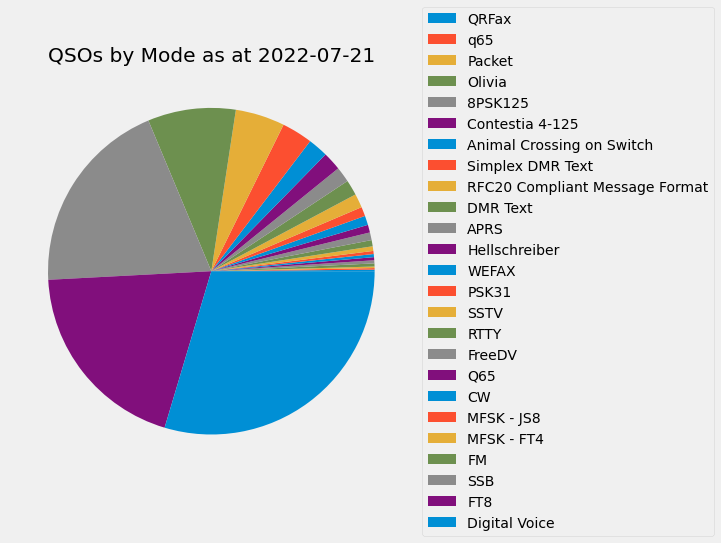 QSOs by Mode as at 2022-07-21
QRFax
q65
Packet
Olivia
8PSK125
Contestia 4-125
Animal Crossing on Switch
Simplex DMR Text
RFC20 Compliant Message Format
DMR Text
APRS
Hellschreiber
WEFAX
PSK31
SSTV
RTTY
FreeDV
Q65
CW
MFSK - JS8
MFSK - FT4
FM
SSB
FT8
Digital Voice